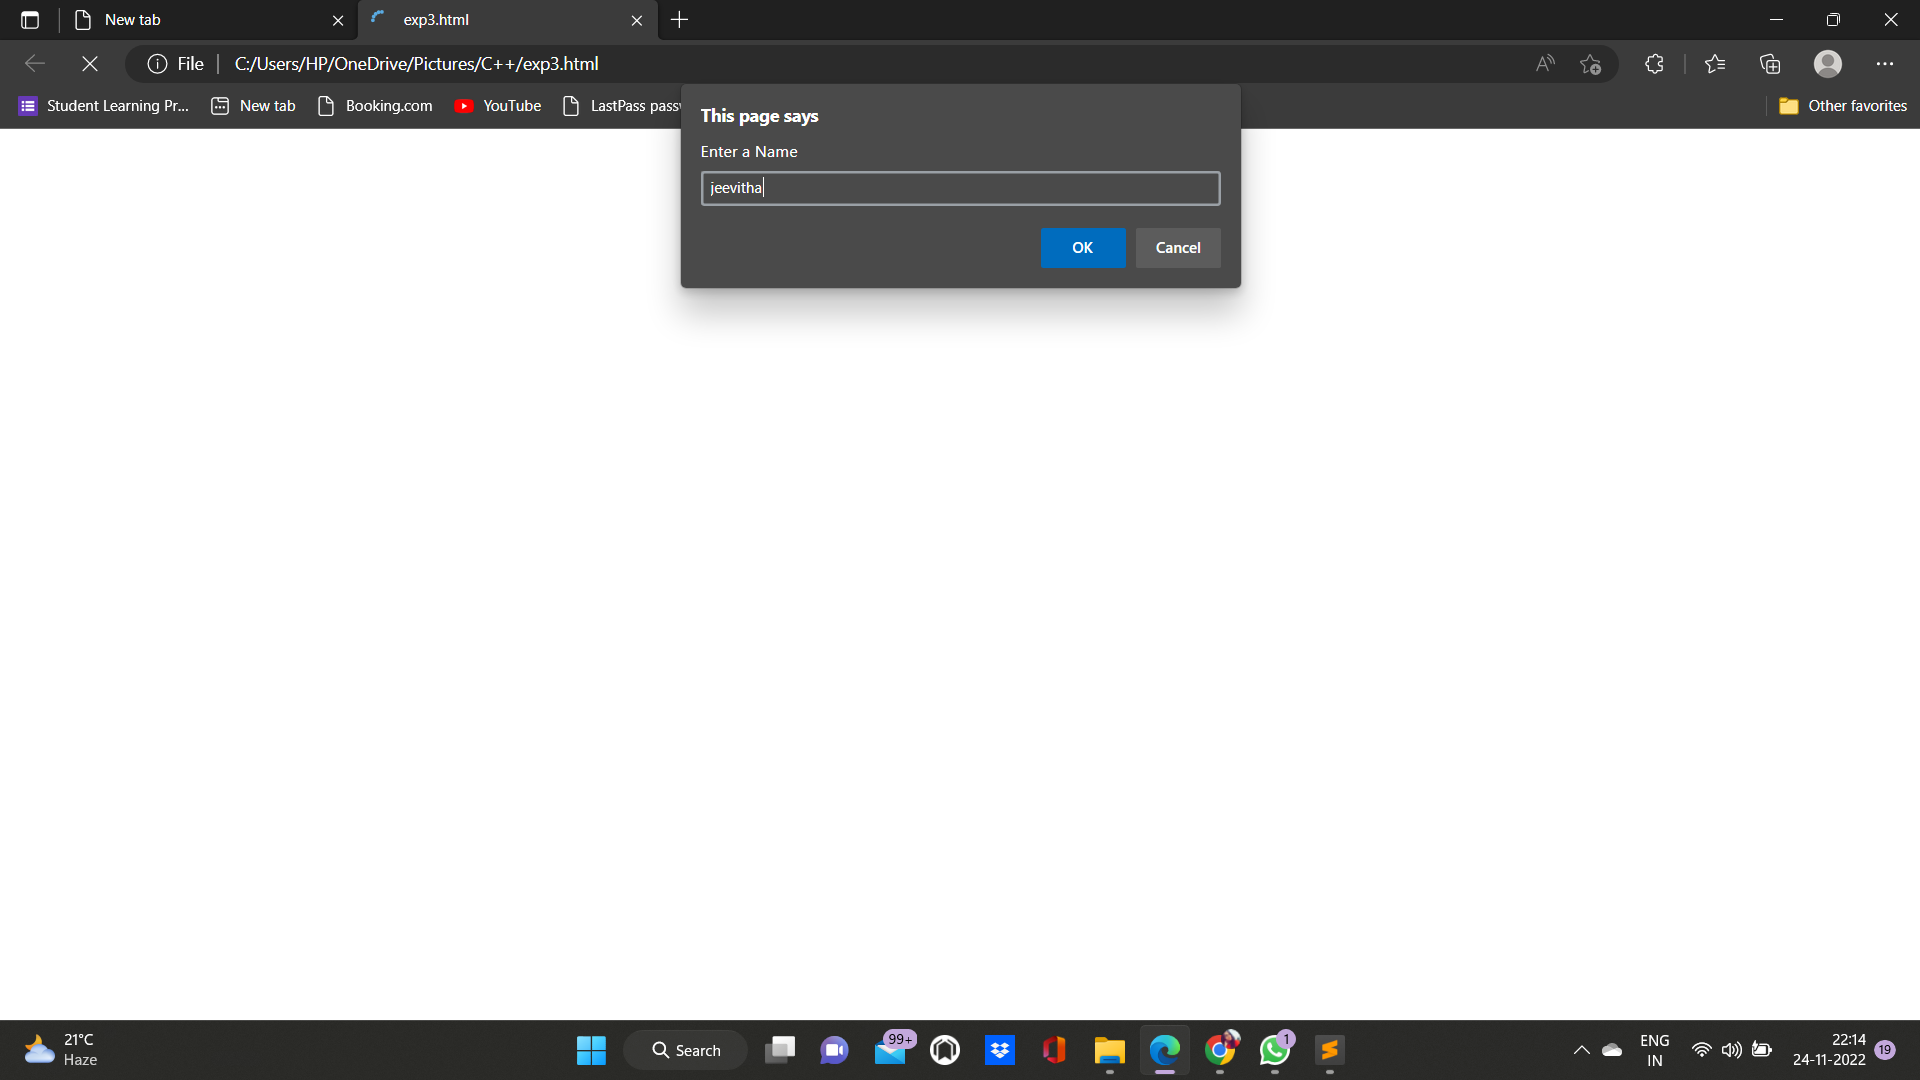 New tab
exp3.html
File
C:/Users/HP/OneDrive/Pictures/C++/exp3.html
Student Learning Pr...
New tab
Booking.com
YouTube
LastPass pass
Other favorites
This page says
Enter a Name
jeevitha
OK
Cancel
21°C
Haze
Search
99+
1
ENG
IN
22:14
24-11-2022
19